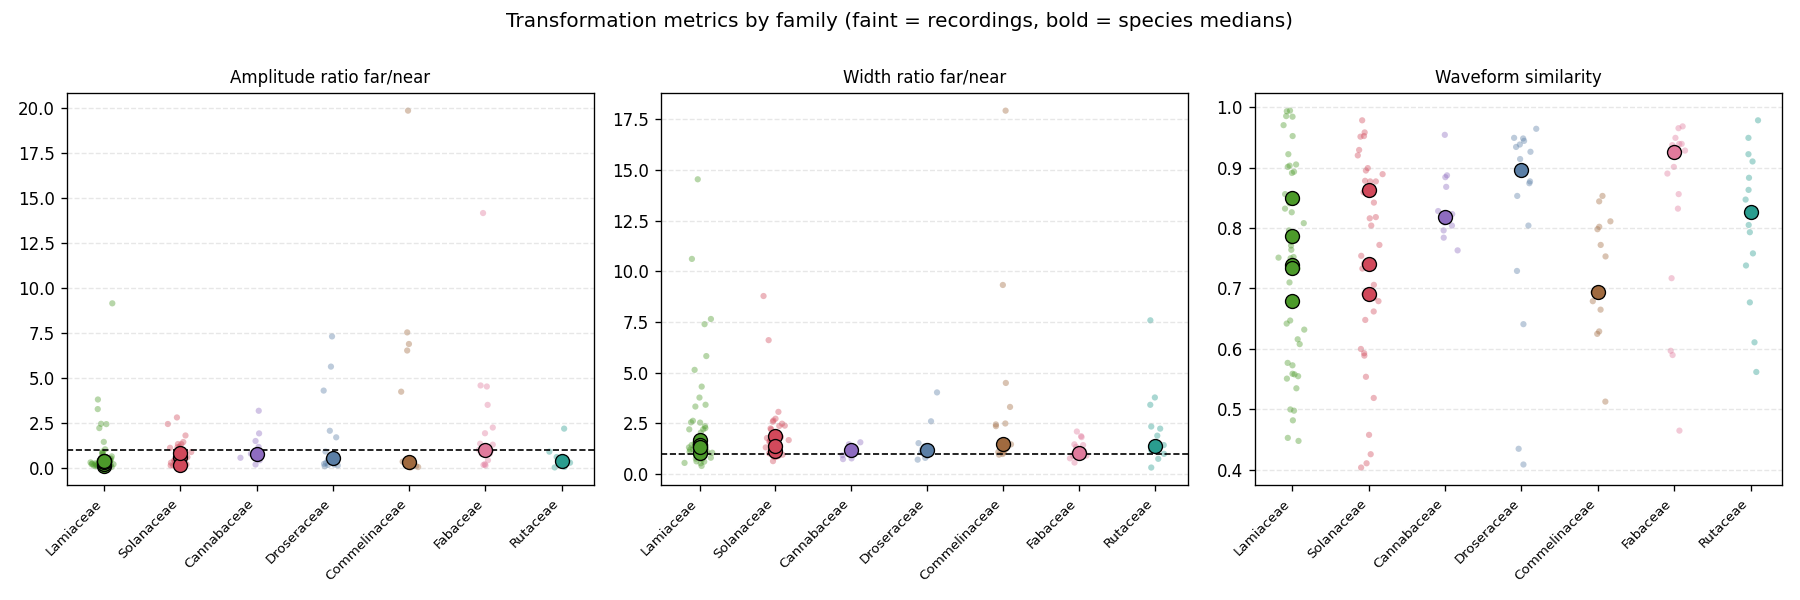 Transformation metrics by family (faint = recordings, bold = species medians)
Amplitude ratio far/near
20.0
17.5
15.0
12.5
10.0
7.5
5.0
2.5
0.0
Lamiaceae
Solanaceae
Cannabaceae
Droseraceae
Commelinaceae
Fabaceae
Rutaceae
Width ratio far/near
17.5
15.0
12.5
10.0
7.5
5.0
2.5
0.0
Lamiaceae
Solanaceae
Cannabaceae
Droseraceae
Commelinaceae
Fabaceae
Rutaceae
Waveform similarity
1.0
0.9
0.8
0.7
0.6
0.5
0.4
Lamiaceae
Solanaceae
Cannabaceae
Droseraceae
Commelinaceae
Fabaceae
Rutaceae